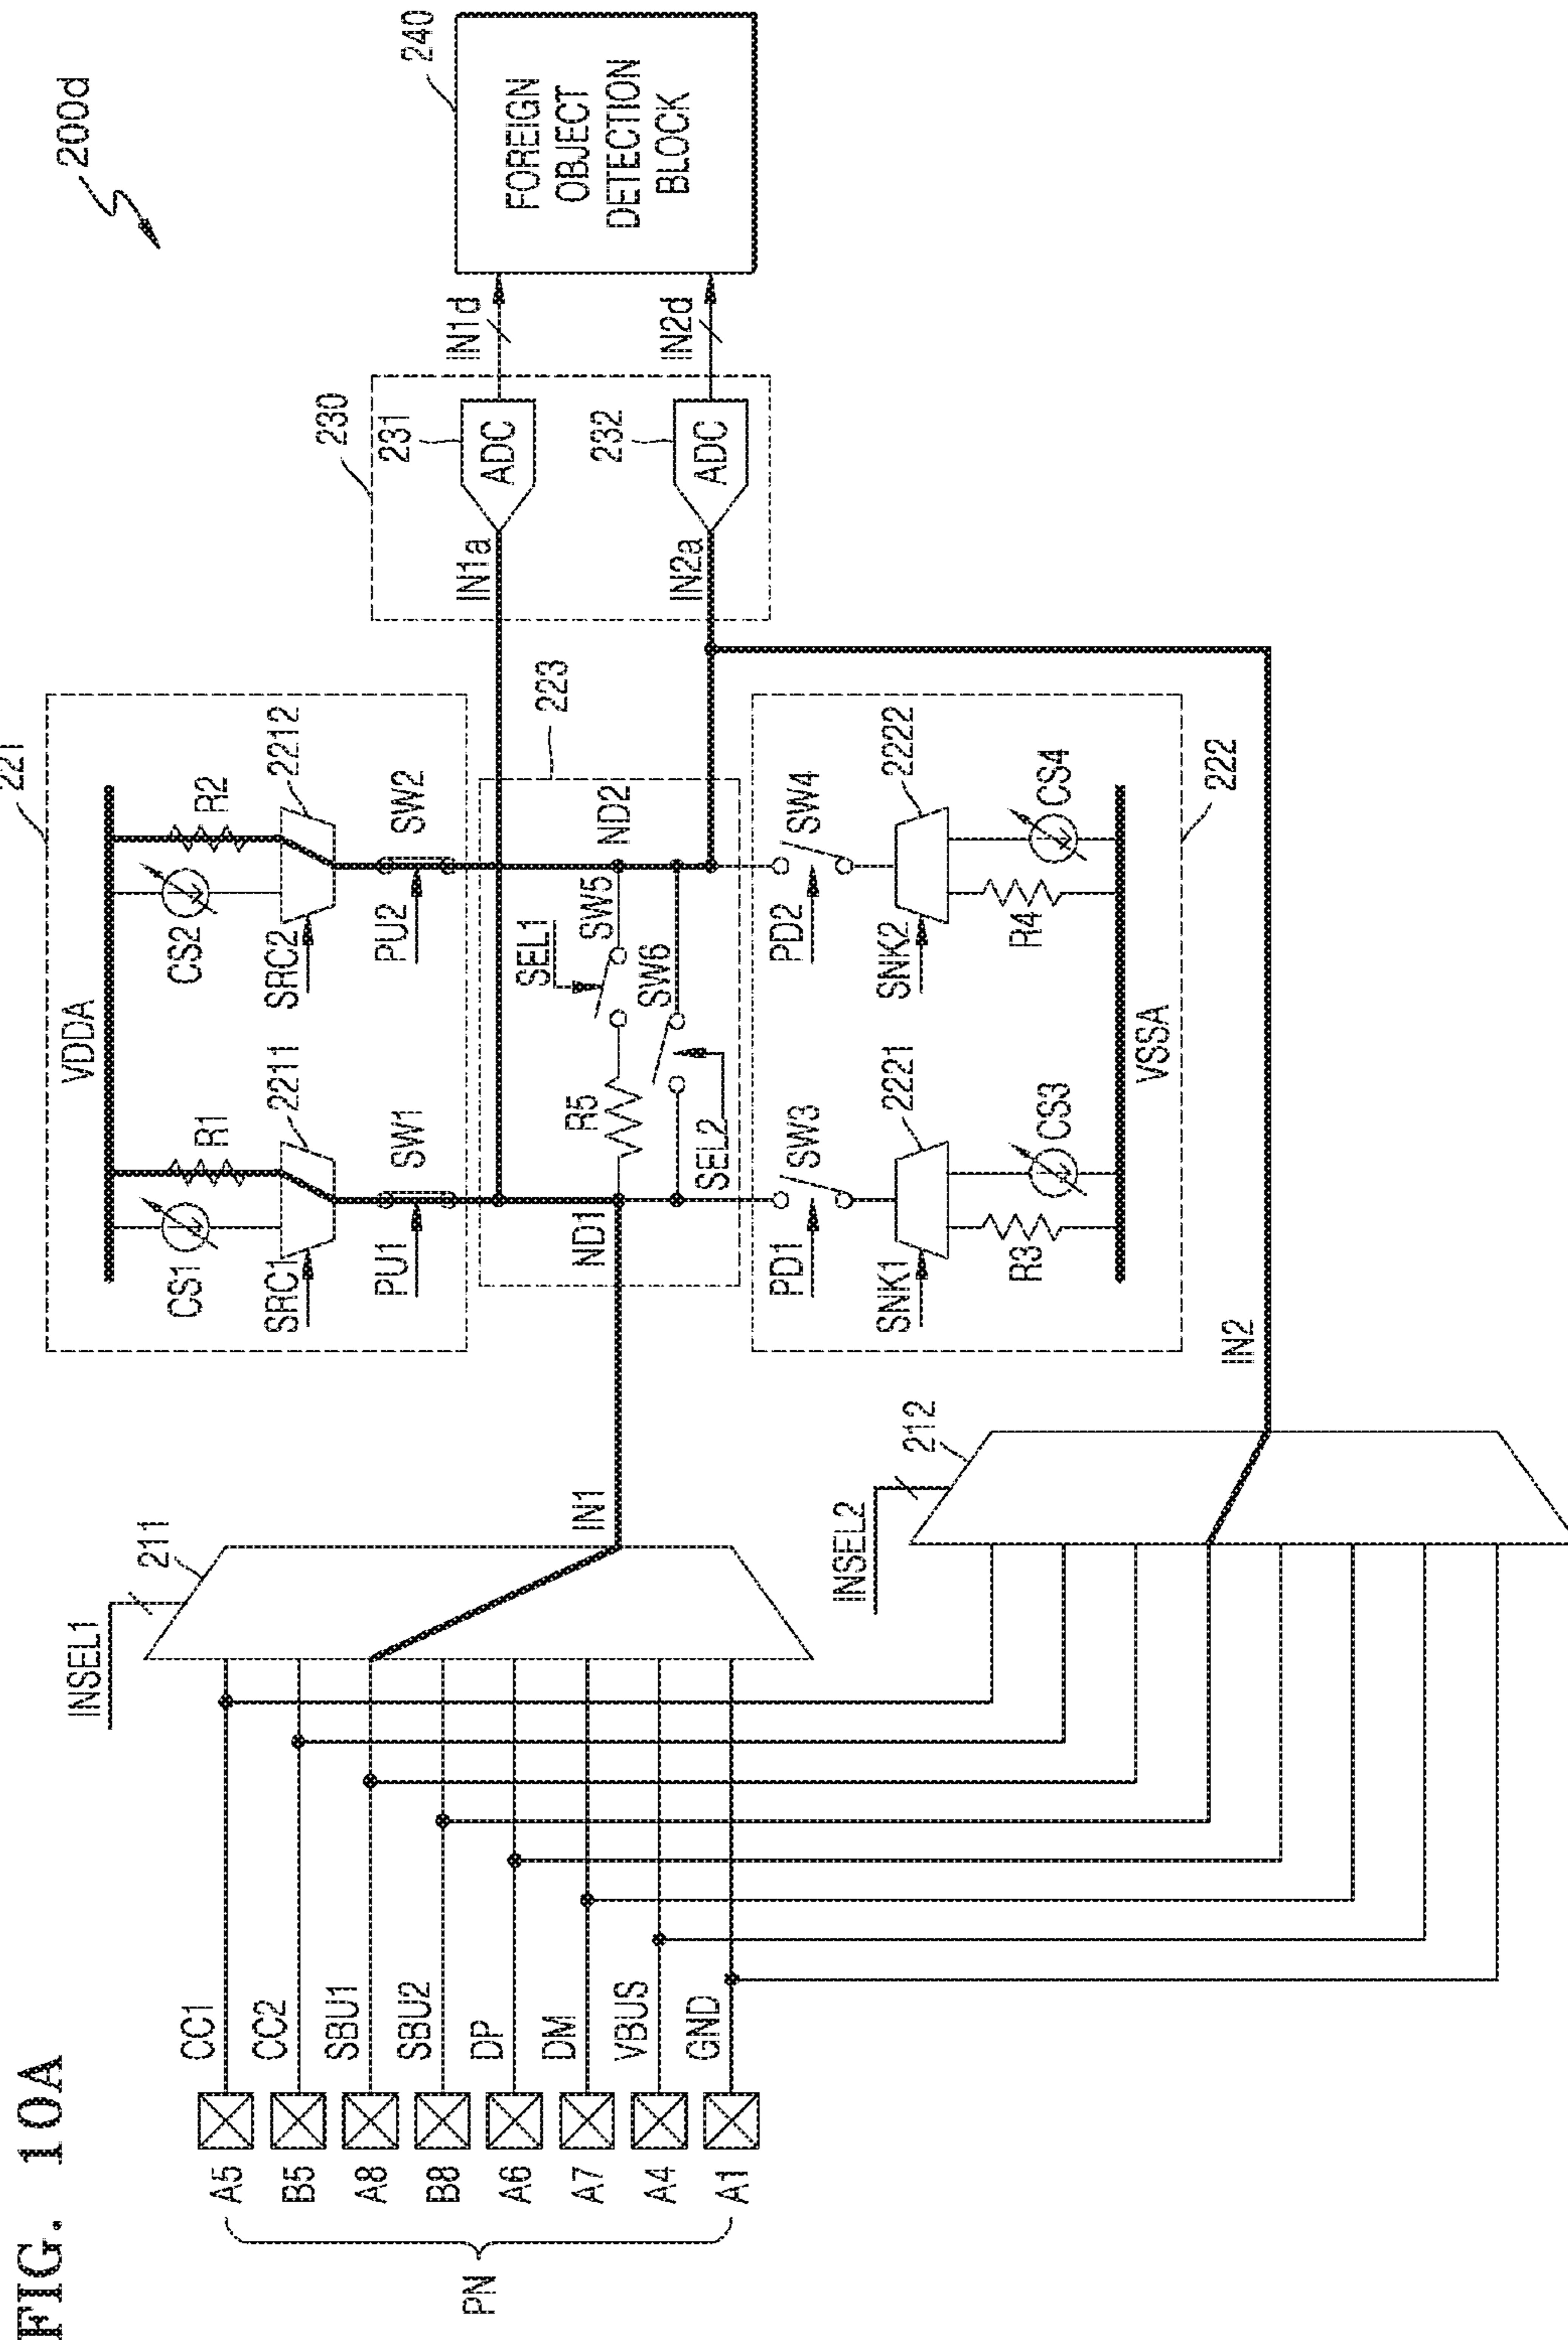 FIG. 10A
200d
221
VDDA
CS1
R1
CS2
R2
SRC1
2211
SRC2
2212
PU1
SW1
PU2
SW2
223
ND1
ND2
R5
SEL1
SW5
SW6
SEL2
PD1
SW3
PD2
SW4
SNK1
2221
SNK2
2222
R3
CS3
R4
CS4
VSSA
222
230
IN1a
231
ADC
IN1d
IN2a
232
ADC
IN2d
240
FOREIGN
OBJECT
DETECTION
BLOCK
INSEL1
211
IN1
INSEL2
212
IN2
PN
A5 CC1
B5 CC2
A8 SBU1
B8 SBU2
A6 DP
A7 DM
A4 VBUS
A1 GND